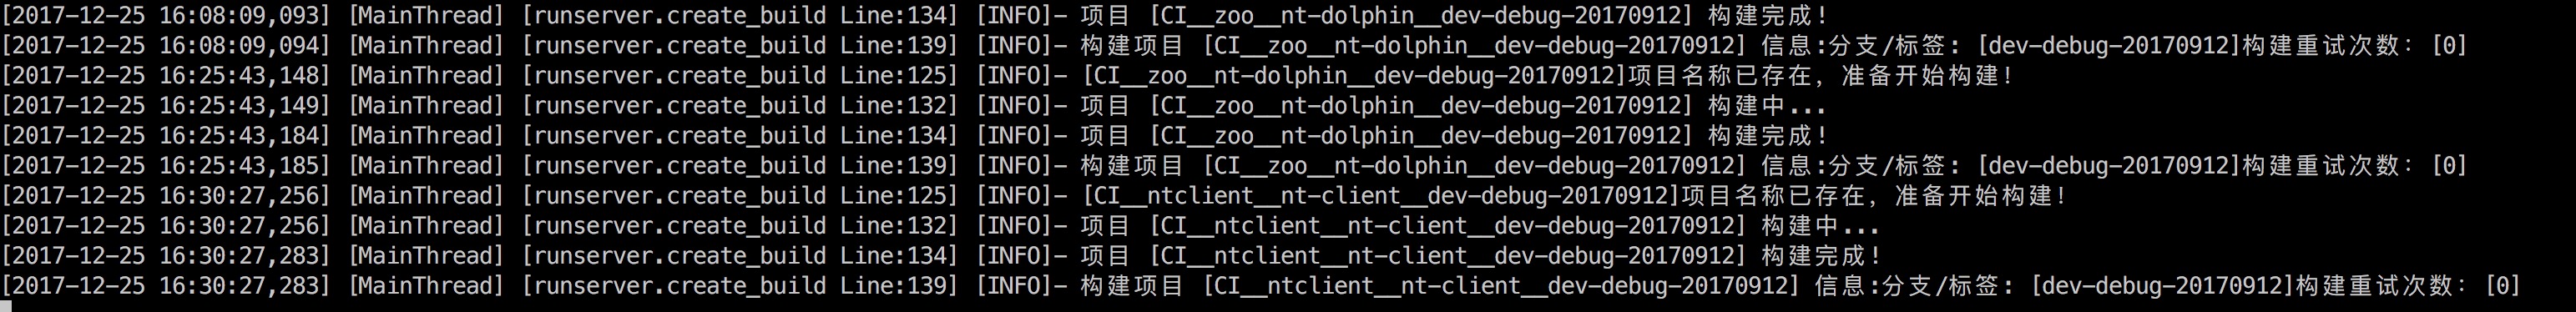 [2017-12-25 16:08:09,093] [MainThread] [runserver.create_build Line:134] [INFO]- 项目 [CI__zoo__nt-dolphin__dev-debug-20170912] 构建完成!
[2017-12-25 16:08:09,094] [MainThread] [runserver.create_build Line:139] [INFO]- 构建项目 [CI__zoo__nt-dolphin__dev-debug-20170912] 信息:分支/标签: [dev-debug-20170912]构建重试次数: [0]
[2017-12-25 16:25:43,148] [MainThread] [runserver.create_build Line:125] [INFO]- [CI__zoo__nt-dolphin__dev-debug-20170912]项目名称已存在，准备开始构建!
[2017-12-25 16:25:43,149] [MainThread] [runserver.create_build Line:132] [INFO]- 项目 [CI__zoo__nt-dolphin__dev-debug-20170912] 构建中...
[2017-12-25 16:25:43,184] [MainThread] [runserver.create_build Line:134] [INFO]- 项目 [CI__zoo__nt-dolphin__dev-debug-20170912] 构建完成!
[2017-12-25 16:25:43,185] [MainThread] [runserver.create_build Line:139] [INFO]- 构建项目 [CI__zoo__nt-dolphin__dev-debug-20170912] 信息:分支/标签: [dev-debug-20170912]构建重试次数: [0]
[2017-12-25 16:30:27,256] [MainThread] [runserver.create_build Line:125] [INFO]- [CI__ntclient__nt-client__dev-debug-20170912]项目名称已存在，准备开始构建!
[2017-12-25 16:30:27,256] [MainThread] [runserver.create_build Line:132] [INFO]- 项目 [CI__ntclient__nt-client__dev-debug-20170912] 构建中...
[2017-12-25 16:30:27,283] [MainThread] [runserver.create_build Line:134] [INFO]- 项目 [CI__ntclient__nt-client__dev-debug-20170912] 构建完成!
[2017-12-25 16:30:27,283] [MainThread] [runserver.create_build Line:139] [INFO]- 构建项目 [CI__ntclient__nt-client__dev-debug-20170912] 信息:分支/标签: [dev-debug-20170912]构建重试次数: [0]